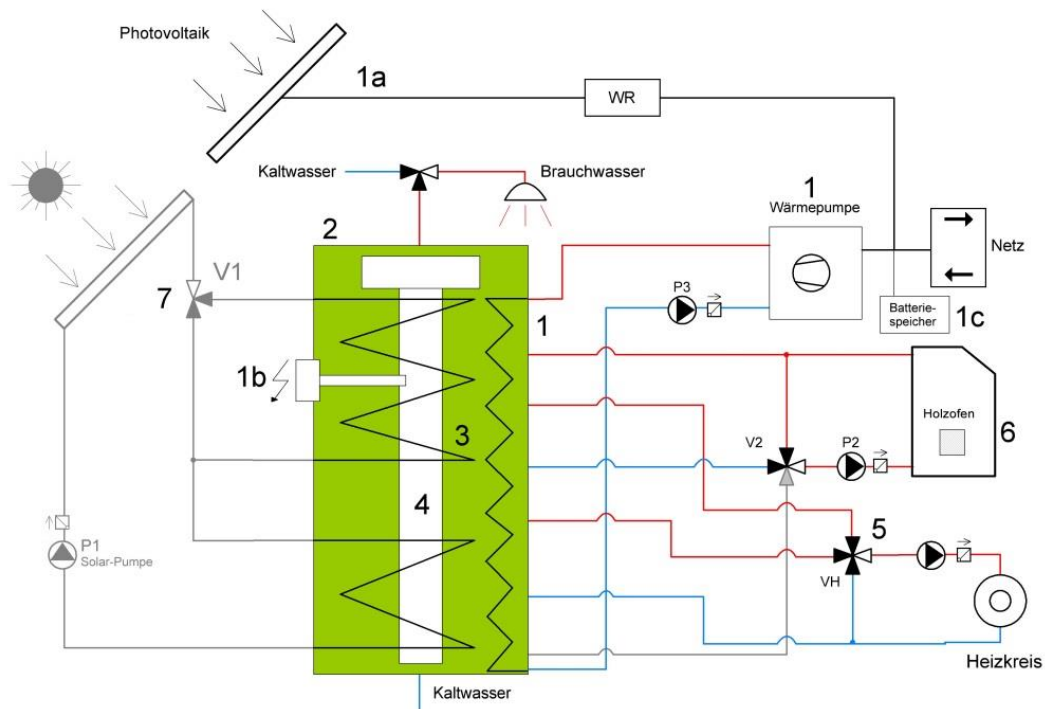 Photovoltaik
1a
WR
Kaltwasser
Brauchwasser
1
Wärmepumpe
2
Netz
V1
7
P3
1
Batterie-
speicher
1c
1b
Holzofen
6
3
V2
P2
4
5
P1
Solar-Pumpe
VH
Heizkreis
Kaltwasser